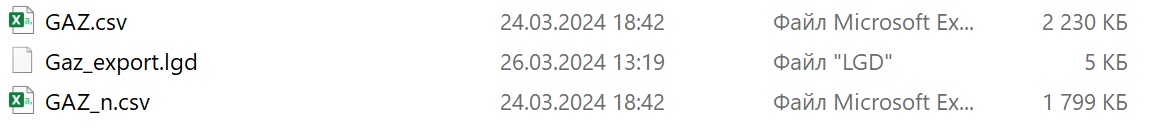 GAZ.csv 24.03.2024 18:42 Файл Microsoft Ex... 2 230 КБ
Gaz_export.lgd 26.03.2024 13:19 Файл "LGD" 5 КБ
GAZ_n.csv 24.03.2024 18:42 Файл Microsoft Ex... 1 799 КБ